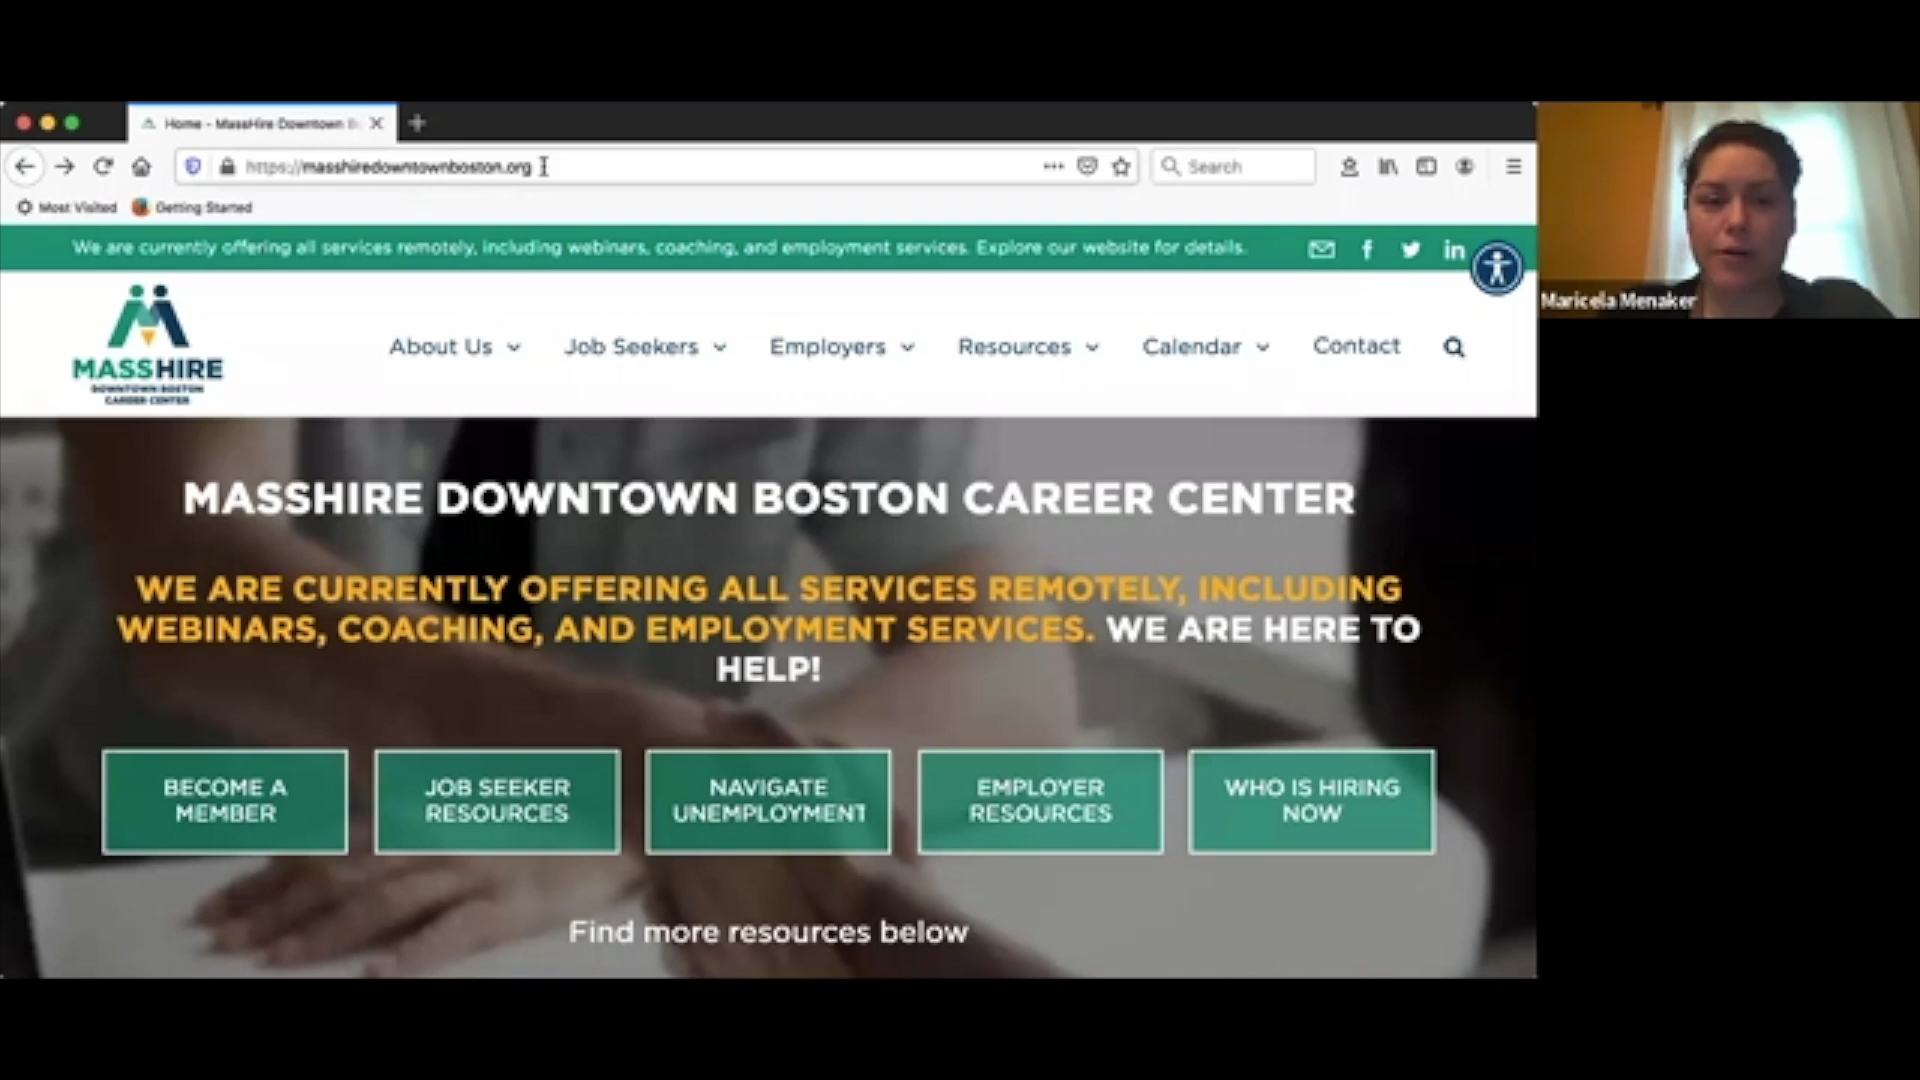 Home - MassHire Downtown
https://masshiredowntownboston.org
Search
Most Visited
Getting Started
We are currently offering all services remotely, including webinars, coaching, and employment services. Explore our website for details.
Maricela Menaker
MASSHIRE
DOWNTOWN BOSTON
CAREER CENTER
About Us
Job Seekers
Employers
Resources
Calendar
Contact
MASSHIRE DOWNTOWN BOSTON CAREER CENTER
WE ARE CURRENTLY OFFERING ALL SERVICES REMOTELY, INCLUDING
WEBINARS, COACHING, AND EMPLOYMENT SERVICES. WE ARE HERE TO
HELP!
BECOME A
MEMBER
JOB SEEKER
RESOURCES
NAVIGATE
UNEMPLOYMENT
EMPLOYER
RESOURCES
WHO IS HIRING
NOW
Find more resources below